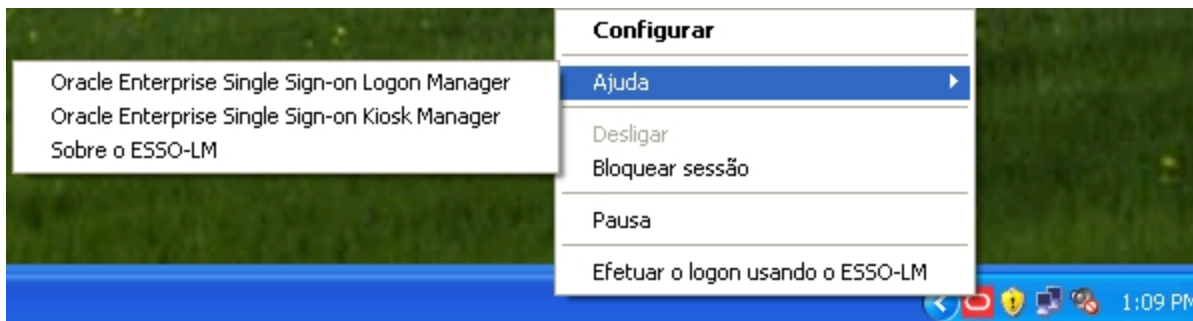 Configurar
Ajuda
Oracle Enterprise Single Sign-on Logon Manager
Oracle Enterprise Single Sign-on Kiosk Manager
Sobre o ESSO-LM
Desligar
Bloquear sessão
Pausa
Efetuar o logon usando o ESSO-LM
1:09 PM